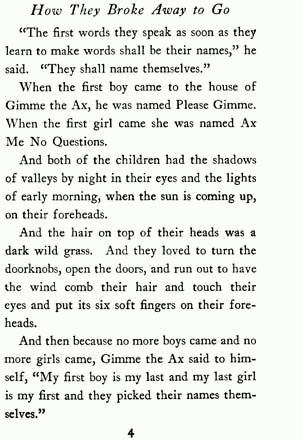 How They Broke Away to Go
"The first words they speak as soon as they
learn to make words shall be their names," he
said. "They shall name themselves."
When the first boy came to the house of
Gimme the Ax, he was named Please Gimme.
When the first girl came she was named Ax
Me No Questions.
And both of the children had the shadows
of valleys by night in their eyes and the lights
of early morning, when the sun is coming up,
on their foreheads.
And the hair on top of their heads was a
dark wild grass. And they loved to turn the
doorknobs, open the doors, and run out to have
the wind comb their hair and touch their
eyes and put its six soft fingers on their fore-
heads.
And then because no more boys came and no
more girls came, Gimme the Ax said to him-
self, "My first boy is my last and my last girl
is my first and they picked their names them-
selves."
4